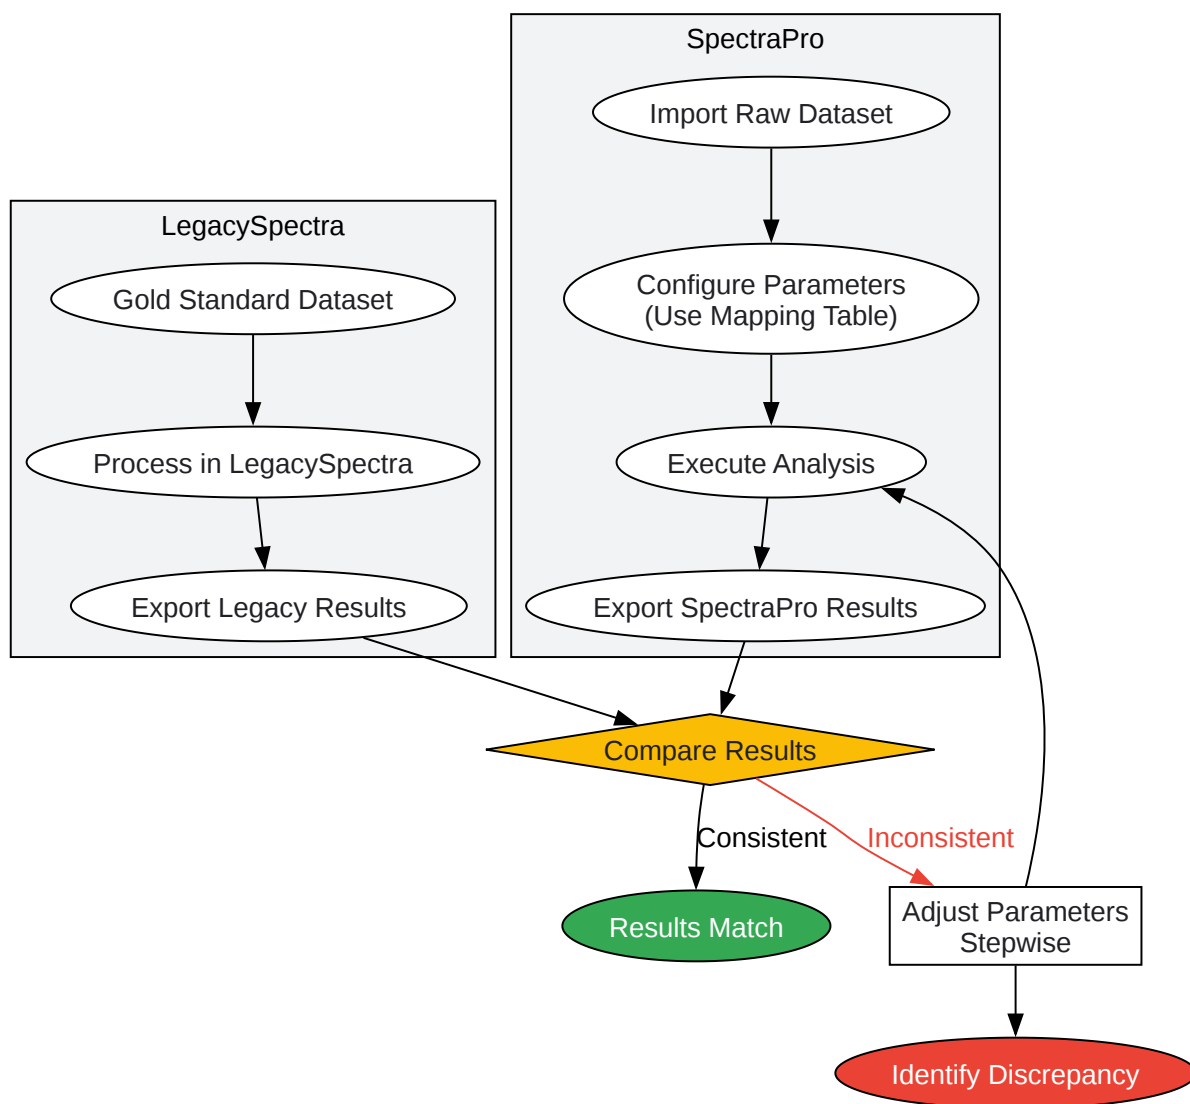 SpectraPro
Import Raw Dataset
LegacySpectra
Gold Standard Dataset
Configure Parameters
(Use Mapping Table)
Process in LegacySpectra
Execute Analysis
Export Legacy Results
Export SpectraPro Results
Compare Results
Consistent
Inconsistent
Results Match
Adjust Parameters
Stepwise
Identify Discrepancy